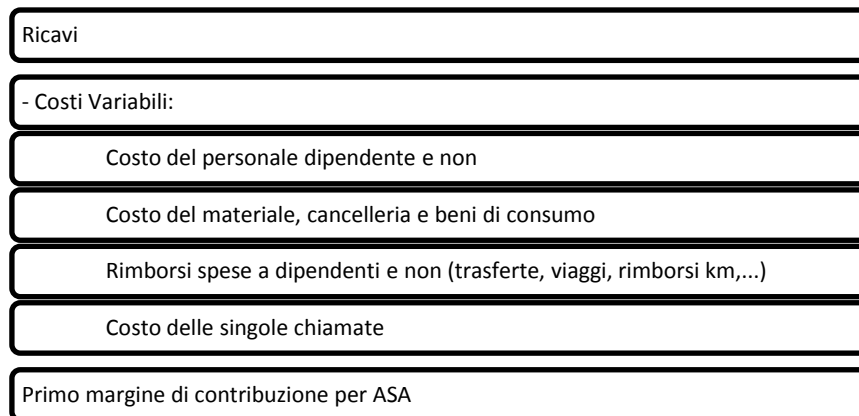 Ricavi
- Costi Variabili:
Costo del personale dipendente e non
Costo del materiale, cancelleria e beni di consumo
Rimborsi spese a dipendenti e non (trasferte, viaggi, rimborsi km,...)
Costo delle singole chiamate
Primo margine di contribuzione per ASA